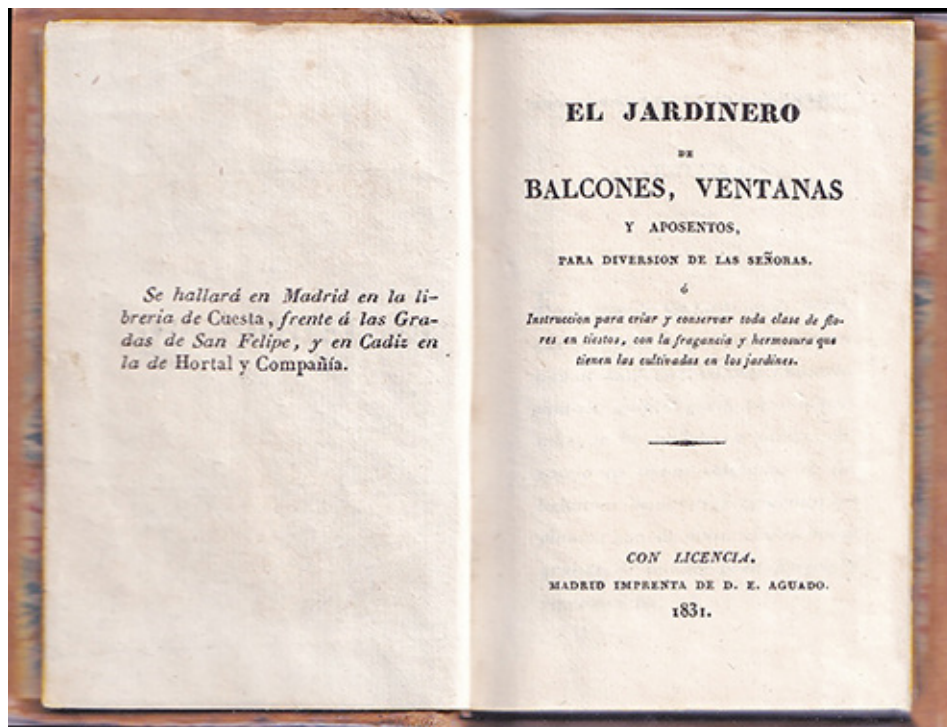 Se hallará en Madrid en la li-
breria de Cuesta, frente á las Gra-
das de San Felipe, y en Cadiz en
la de Hortal y Compañía.
EL JARDINERO
DE
BALCONES, VENTANAS
Y APOSENTOS,
PARA DIVERSION DE LAS SEÑORAS.
ó
Instruccion para criar y conservar toda clase de flo-
res en tiestos, con la fragancia y hermosura que
tienen las cultivadas en los jardines.
CON LICENCIA.
MADRID IMPRENTA DE D. E. AGUADO.
1831.